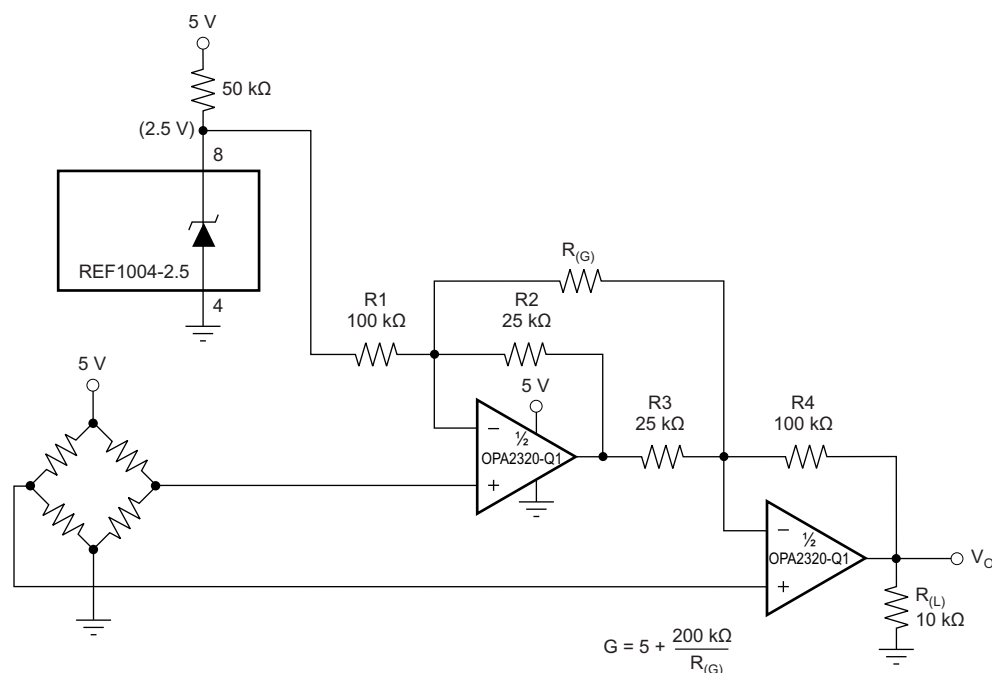 5 V
50 kΩ
(2.5 V)
8
REF1004-2.5
4
R(G)
R1
100 kΩ
R2
25 kΩ
5 V
5 V
R3
25 kΩ
R4
100 kΩ
−
½
OPA2320-Q1
+
−
½
OPA2320-Q1
+
VO
R(L)
10 kΩ
G = 5 + 200 kΩ
R(G)